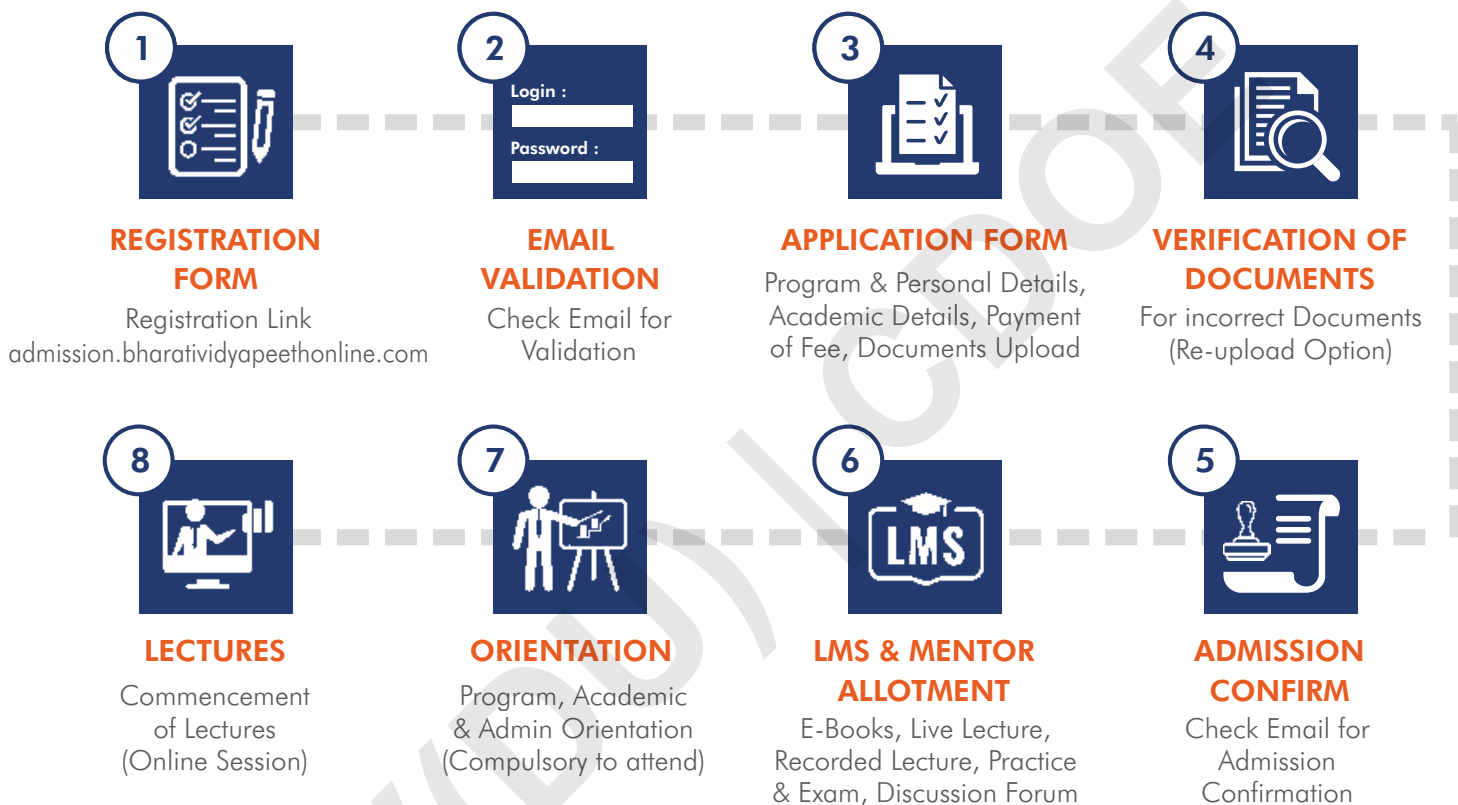 1
REGISTRATION
FORM
Registration Link
admission.bharatividyapeethonline.com
2
Login :
Password :
EMAIL
VALIDATION
Check Email for
Validation
3
APPLICATION FORM
Program & Personal Details,
Academic Details, Payment
of Fee, Documents Upload
4
VERIFICATION OF
DOCUMENTS
For incorrect Documents
(Re-upload Option)
5
ADMISSION
CONFIRM
Check Email for
Admission
Confirmation
6
LMS
LMS & MENTOR
ALLOTMENT
E-Books, Live Lecture,
Recorded Lecture, Practice
& Exam, Discussion Forum
7
ORIENTATION
Program, Academic
& Admin Orientation
(Compulsory to attend)
8
LECTURES
Commencement
of Lectures
(Online Session)
(DU) | CDOE